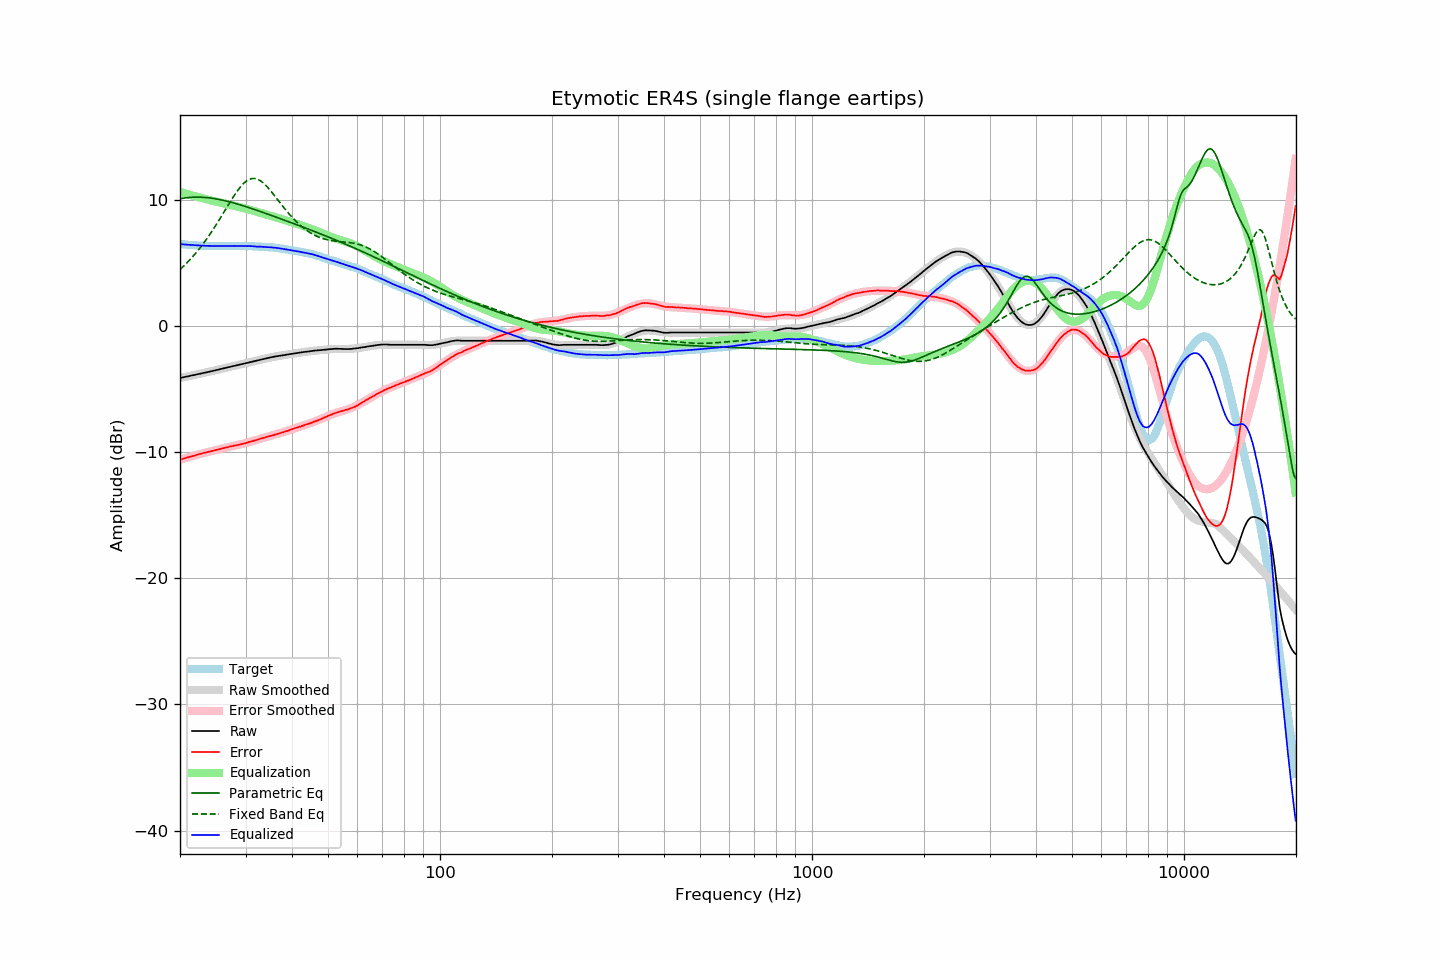 Etymotic ER4S (single flange eartips)
10
0
−10
−20
−30
−40
Amplitude (dBr)
Target
Raw Smoothed
Error Smoothed
Raw
Error
Equalization
Parametric Eq
Fixed Band Eq
Equalized
100
1000
10000
Frequency (Hz)